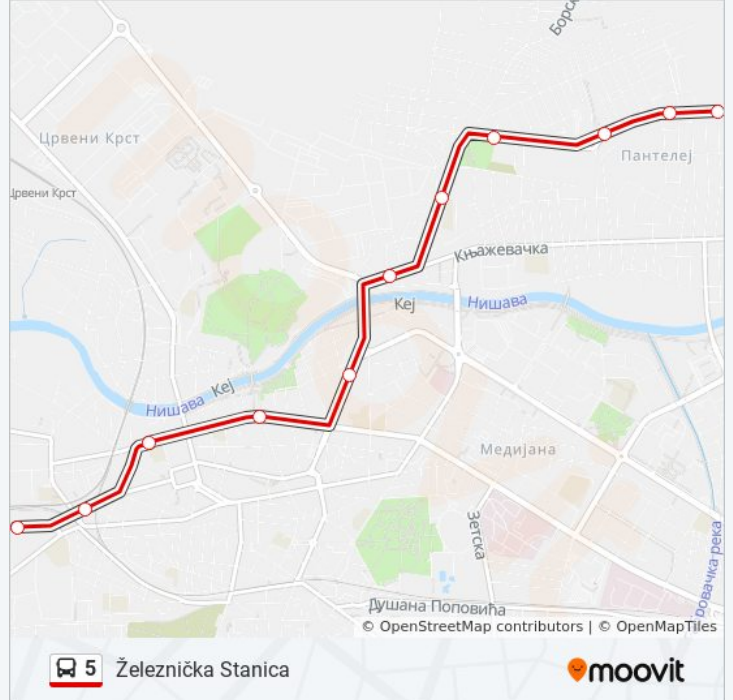 Борск
Црвени Крст
Пантелеј
Црвени Крст
Књажевачка
Кеј
Нишава
Кеј
Нишава
Медијана
Зетска
ровачка река
Душана Поповића
© OpenStreetMap contributors | © OpenMapTiles
5 Železnička Stanica
moovit